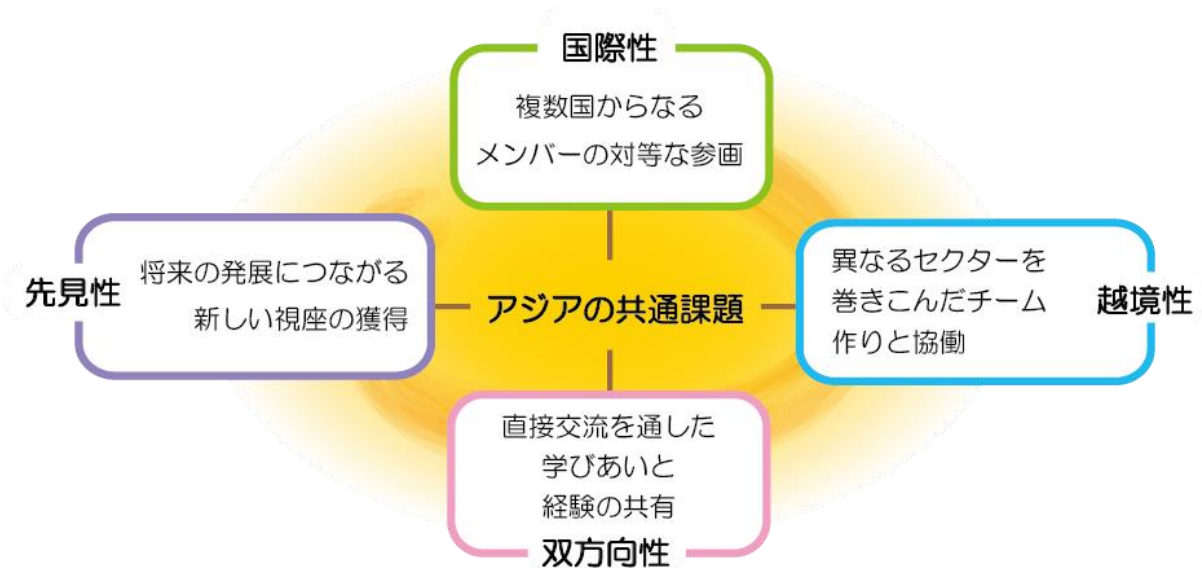 国際性
複数国からなる
メンバーの対等な参画
先見性
将来の発展につながる
新しい視座の獲得
アジアの共通課題
異なるセクターを
巻きこんだチーム
作りと協働
越境性
直接交流を通した
学びあいと
経験の共有
双方向性